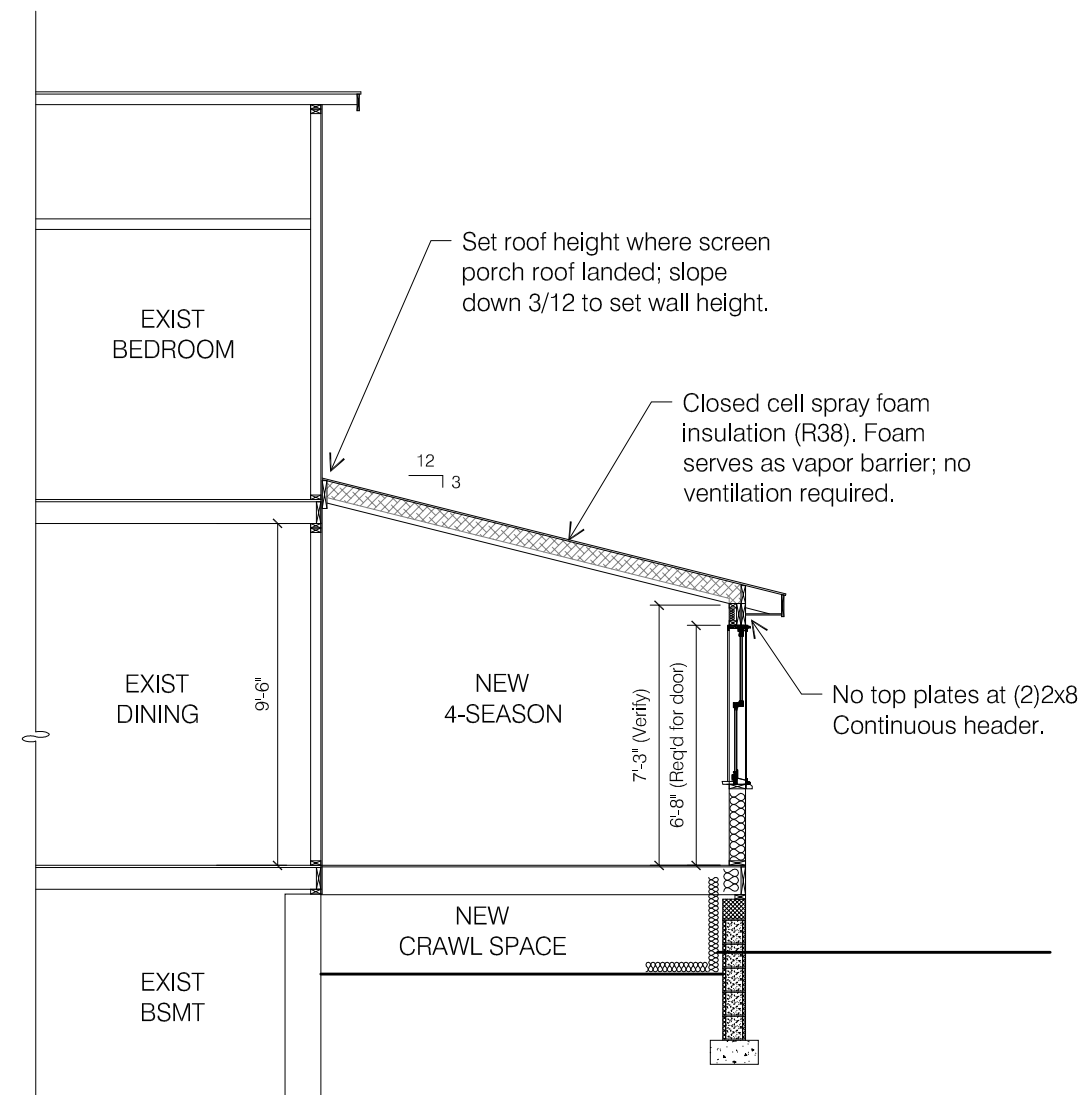 Set roof height where screen
porch roof landed; slope
down 3/12 to set wall height.
EXIST
BEDROOM
Closed cell spray foam
insulation (R38). Foam
serves as vapor barrier; no
ventilation required.
12
3
EXIST
DINING
9'-6"
NEW
4-SEASON
7'-3" (Verify)
6'-8" (Req'd for door)
No top plates at (2)2x8
Continuous header.
NEW
CRAWL SPACE
EXIST
BSMT